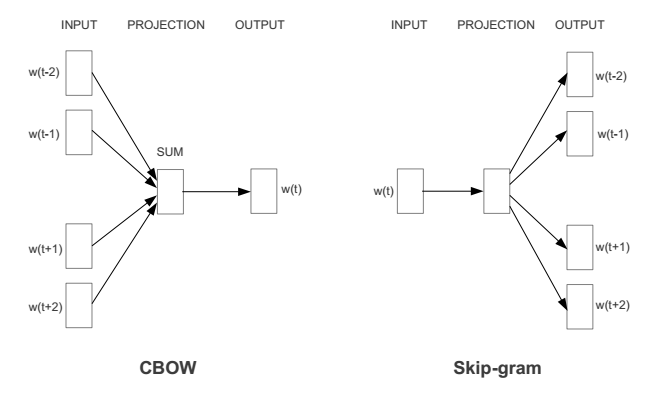 INPUT PROJECTION OUTPUT
w(t-2)
w(t-1)
SUM
w(t)
w(t+1)
w(t+2)
CBOW
INPUT PROJECTION OUTPUT
w(t-2)
w(t-1)
w(t)
w(t+1)
w(t+2)
Skip-gram